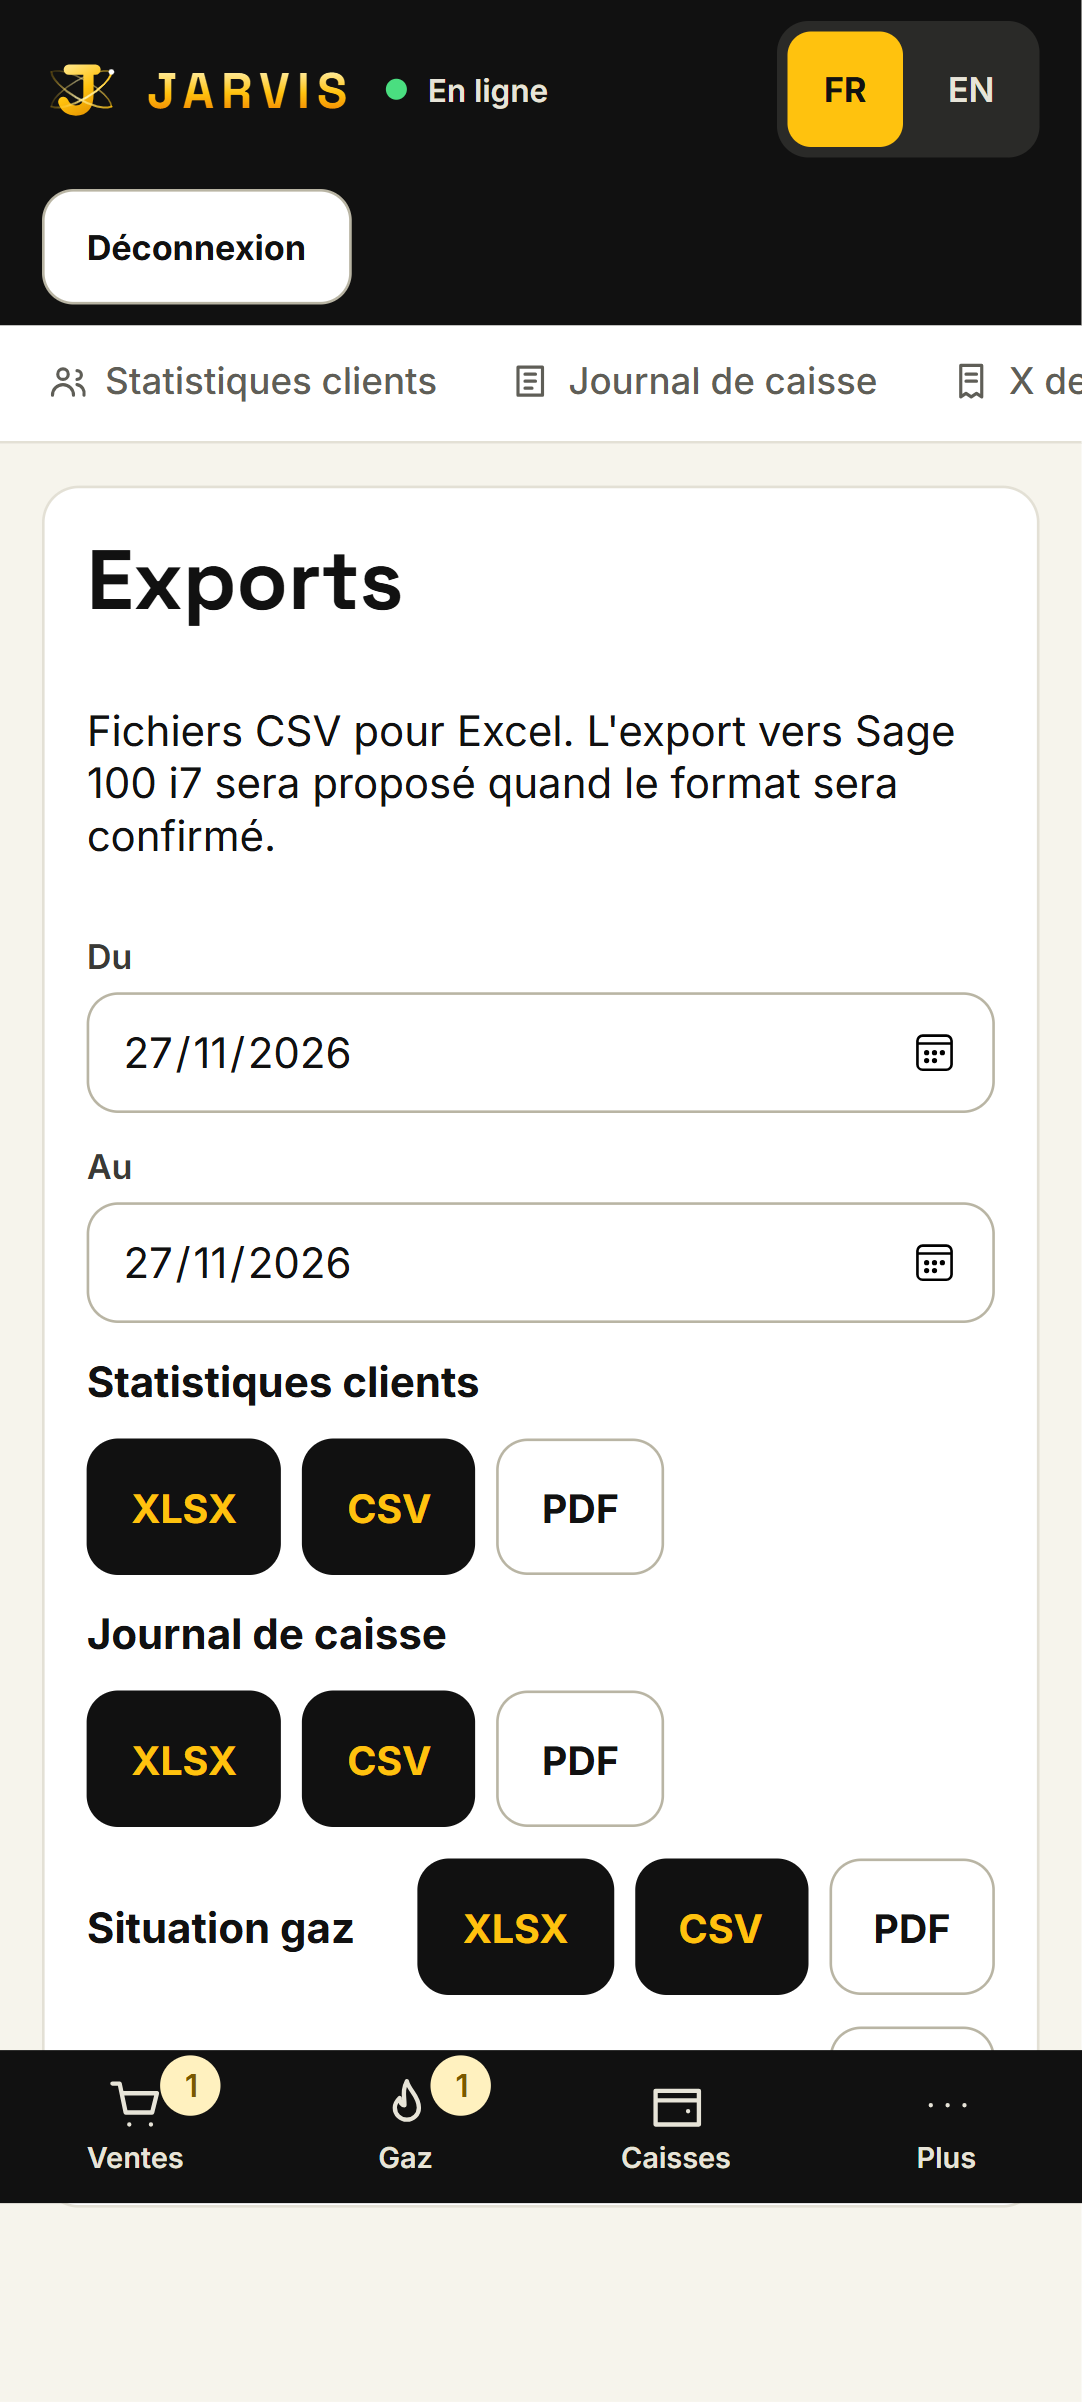 JARVIS
En ligne
FR
EN
Déconnexion
Statistiques clients
Journal de caisse
X de
Exports
Fichiers CSV pour Excel. L'export vers Sage
100 i7 sera proposé quand le format sera
confirmé.
Du
27/11/2026
Au
27/11/2026
Statistiques clients
XLSX
CSV
PDF
Journal de caisse
XLSX
CSV
PDF
Situation gaz
XLSX
CSV
PDF
1
1
Ventes
Gaz
Caisses
Plus